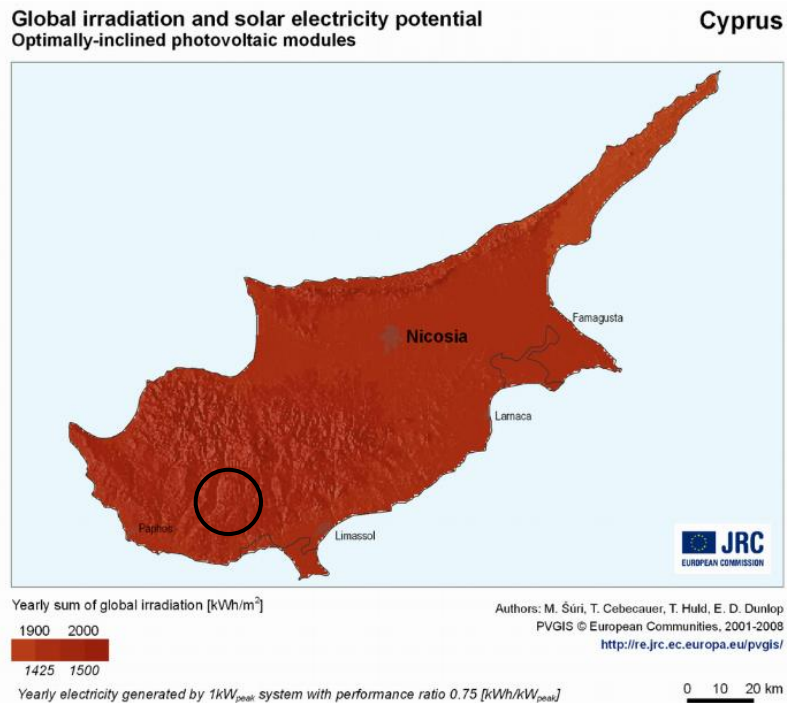 Global irradiation and solar electricity potential
Optimally-inclined photovoltaic modules
Cyprus
Famagusta
Nicosia
Larnaca
Paphos
Limassol
JRC
EUROPEAN COMMISSION
Yearly sum of global irradiation [kWh/m²]
1900 2000
1425 1500
Authors: M. Šúri, T. Cebecauer, T. Huld, E. D. Dunlop
PVGIS © European Communities, 2001-2008
http://re.jrc.ec.europa.eu/pvgis/
Yearly electricity generated by 1kWpeak system with performance ratio 0.75 [kWh/kWpeak]
0 10 20 km